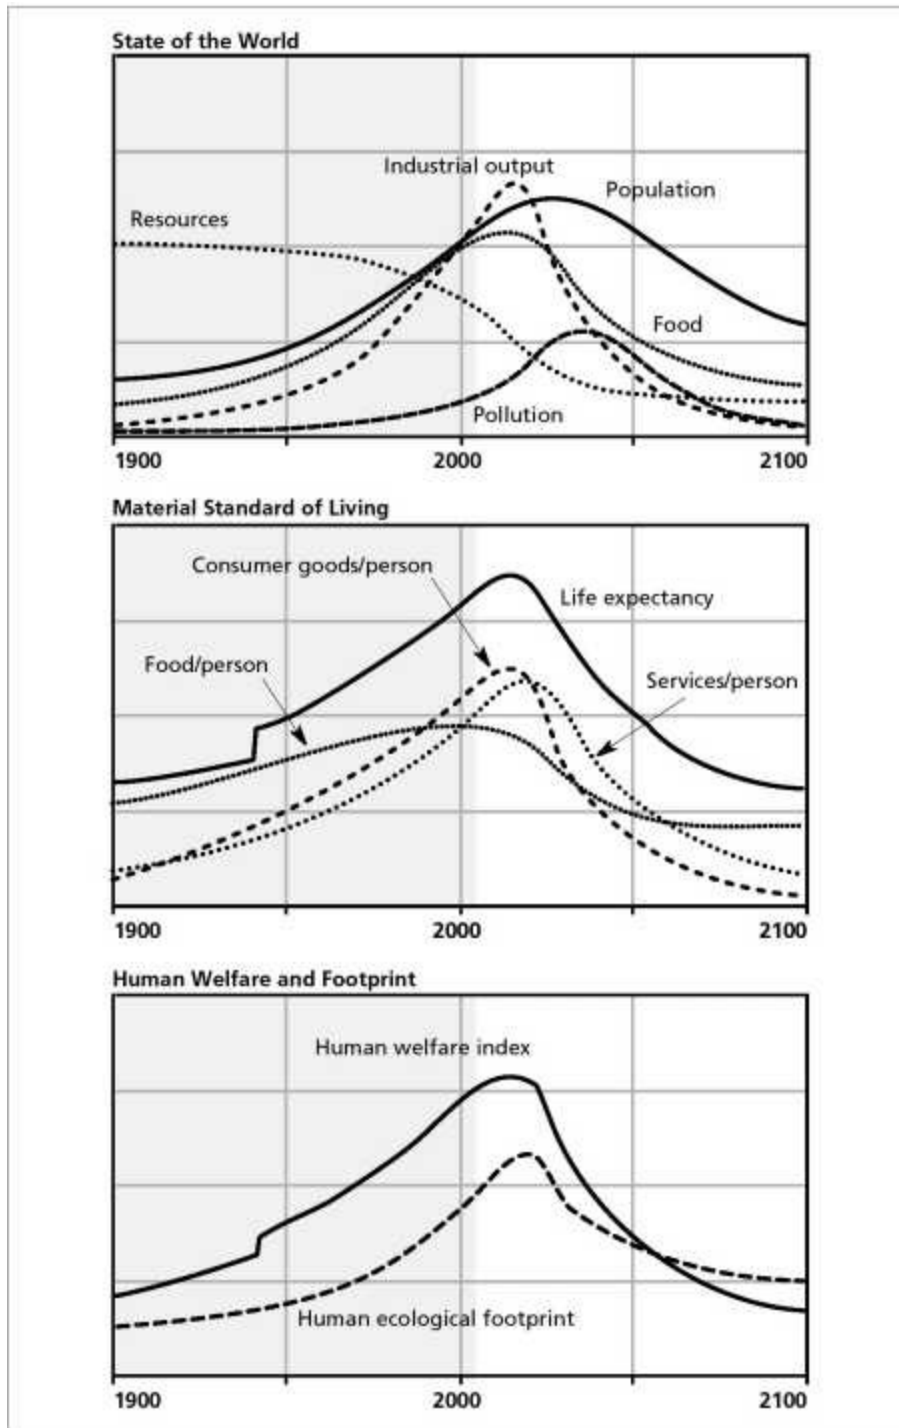 State of the World
Industrial output
Population
Resources
Food
Pollution
1900 2000 2100
Material Standard of Living
Consumer goods/person
Life expectancy
Food/person
Services/person
1900 2000 2100
Human Welfare and Footprint
Human welfare index
Human ecological footprint
1900 2000 2100